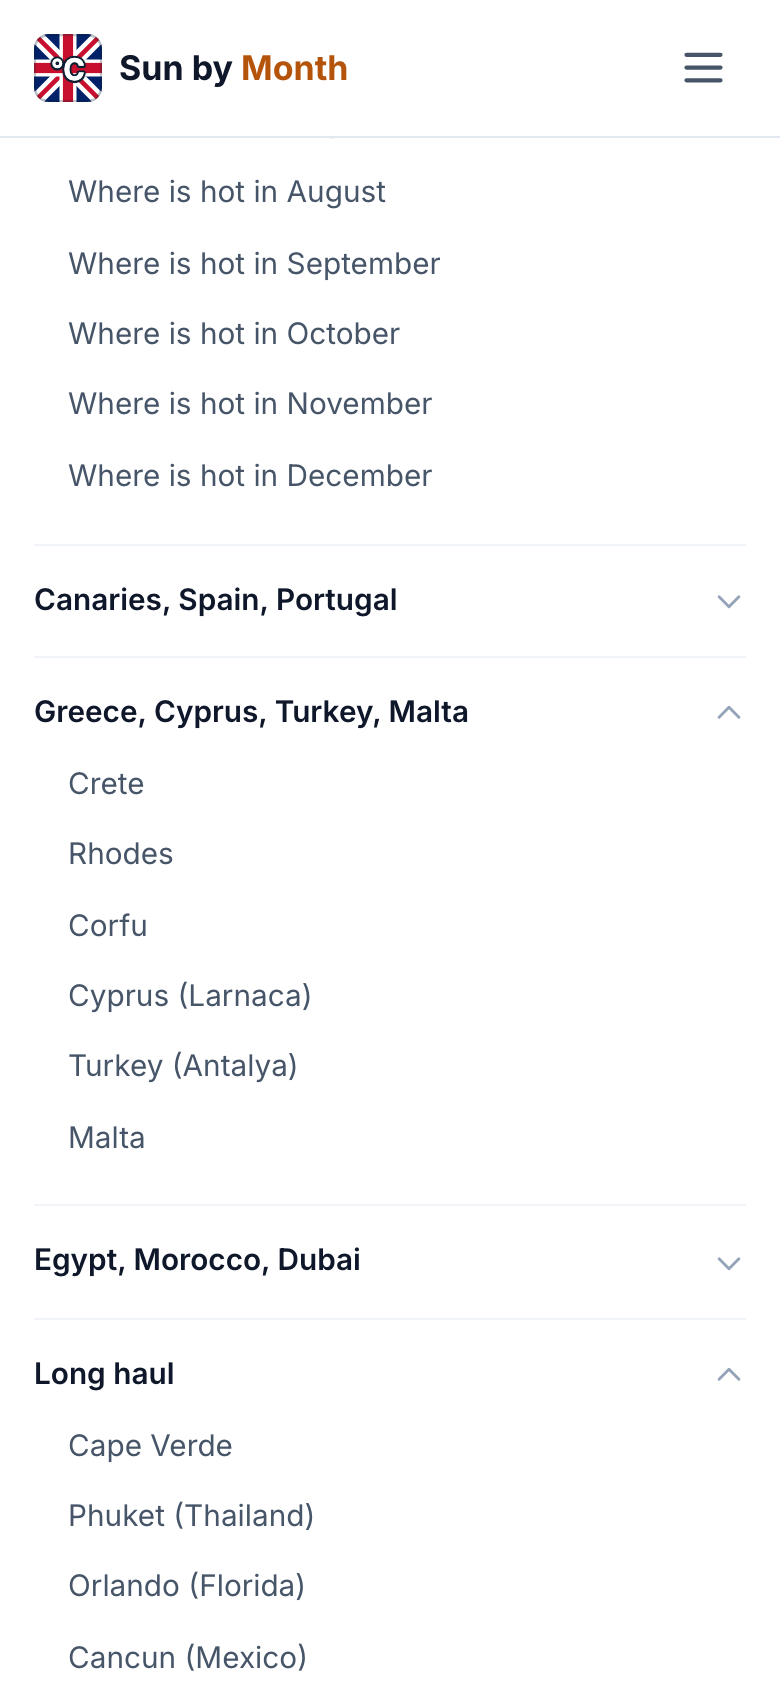 °C
Sun by Month
Where is hot in August
Where is hot in September
Where is hot in October
Where is hot in November
Where is hot in December
Canaries, Spain, Portugal
Greece, Cyprus, Turkey, Malta
Crete
Rhodes
Corfu
Cyprus (Larnaca)
Turkey (Antalya)
Malta
Egypt, Morocco, Dubai
Long haul
Cape Verde
Phuket (Thailand)
Orlando (Florida)
Cancun (Mexico)